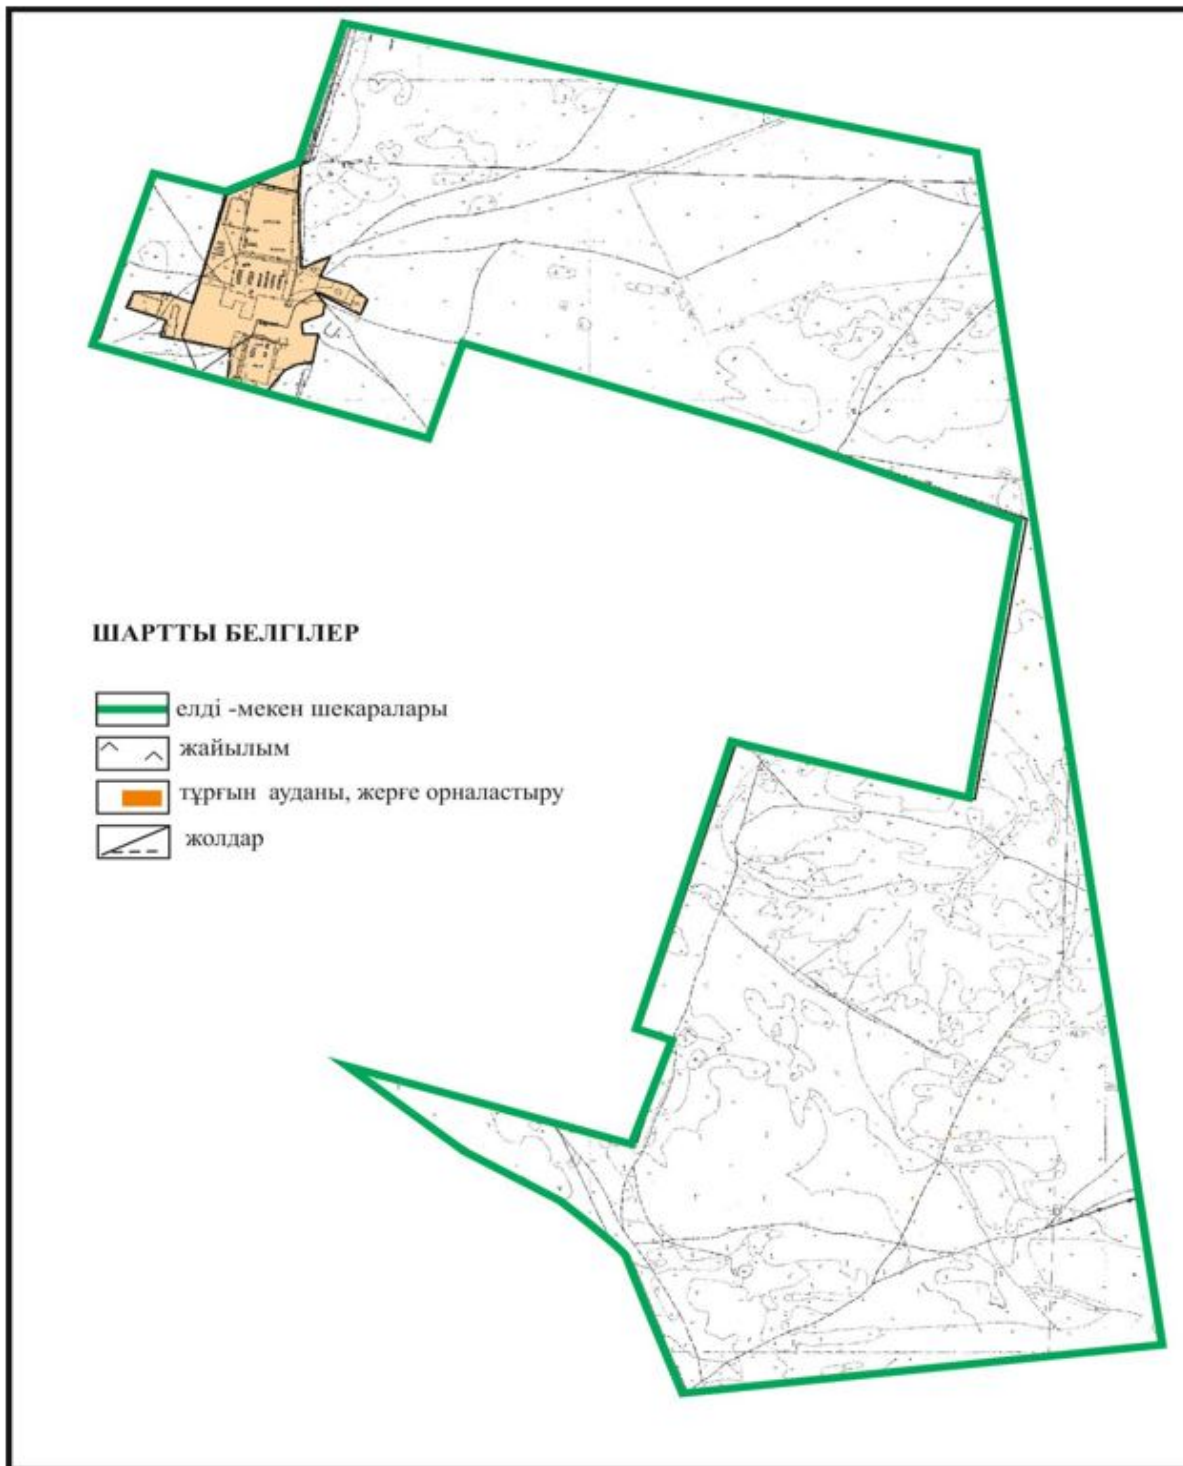 ШАРТТЫ БЕЛГІЛЕР
елді -мекен шекаралары
жайылым
тұрғын ауданы, жерге орналастыру
жолдар